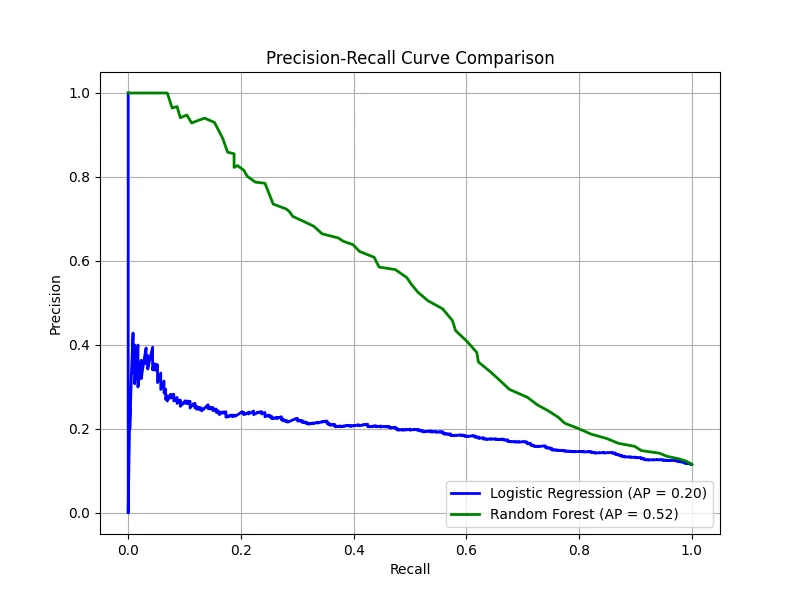 Precision-Recall Curve Comparison
Precision
1.0
0.8
0.6
0.4
0.2
0.0
Logistic Regression (AP = 0.20)
Random Forest (AP = 0.52)
0.0 0.2 0.4 0.6 0.8 1.0
Recall